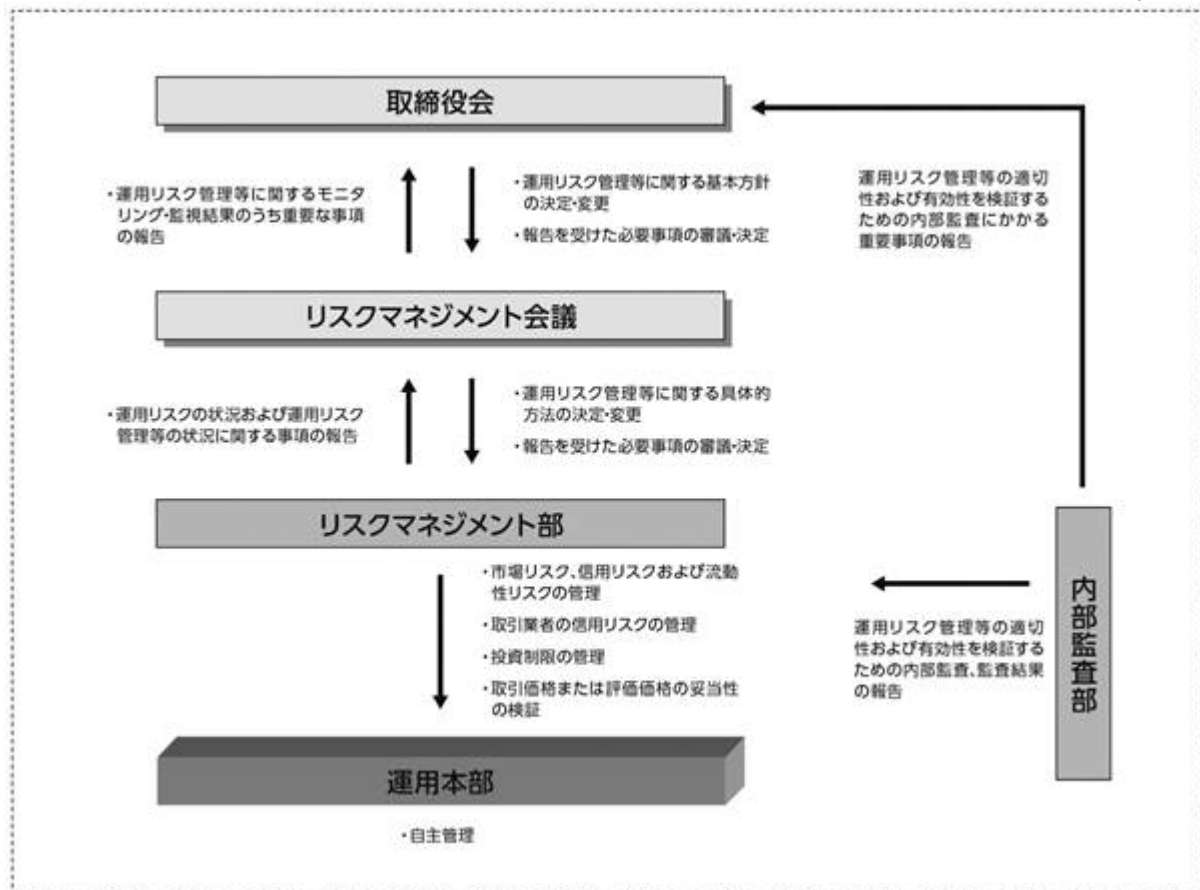 取締役会
・運用リスク管理等に関するモニタ
リング・監視結果のうち重要な事項
の報告
・運用リスク管理等に関する基本方針
の決定・変更
・報告を受けた必要事項の審議・決定
運用リスク管理等の適切
性および有効性を検証する
ための内部監査にかかる
重要事項の報告
リスクマネジメント会議
・運用リスクの状況および運用リスク
管理等の状況に関する事項の報告
・運用リスク管理等に関する具体的
方法の決定・変更
・報告を受けた必要事項の審議・決定
リスクマネジメント部
・市場リスク、信用リスクおよび流動
性リスクの管理
・取引業者の信用リスクの管理
・投資制限の管理
・取引価格または評価価格の妥当性
の検証
運用リスク管理等の適切
性および有効性を検証する
ための内部監査、監査結果
の報告
内部監査部
運用本部
・自主管理